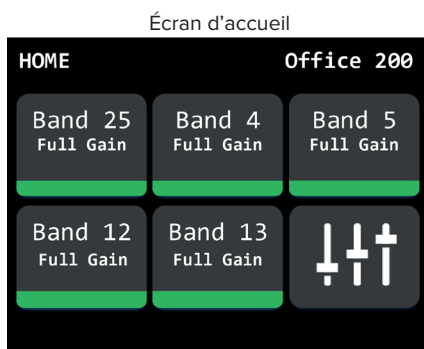 Écran d’accueil
HOME Office 200
Band 25 Band 4 Band 5
Full Gain Full Gain Full Gain
Band 12 Band 13
Full Gain Full Gain